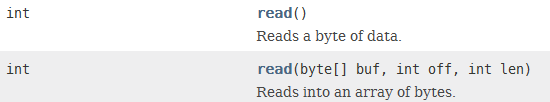 int read()
Reads a byte of data.
int read(byte[] buf, int off, int len)
Reads into an array of bytes.